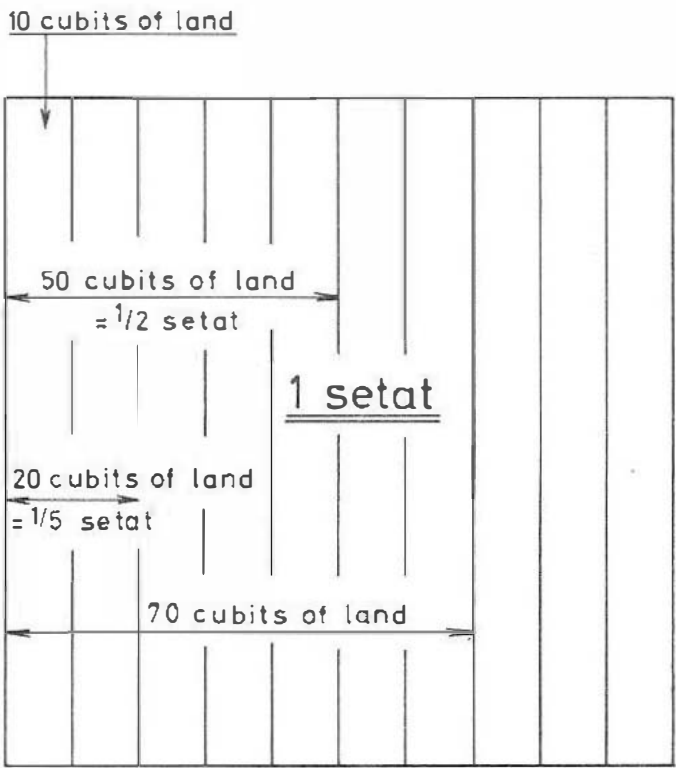 10 cubits of land
50 cubits of land
= 1/2 setat
1 setat
20 cubits of land
= 1/5 setat
70 cubits of land